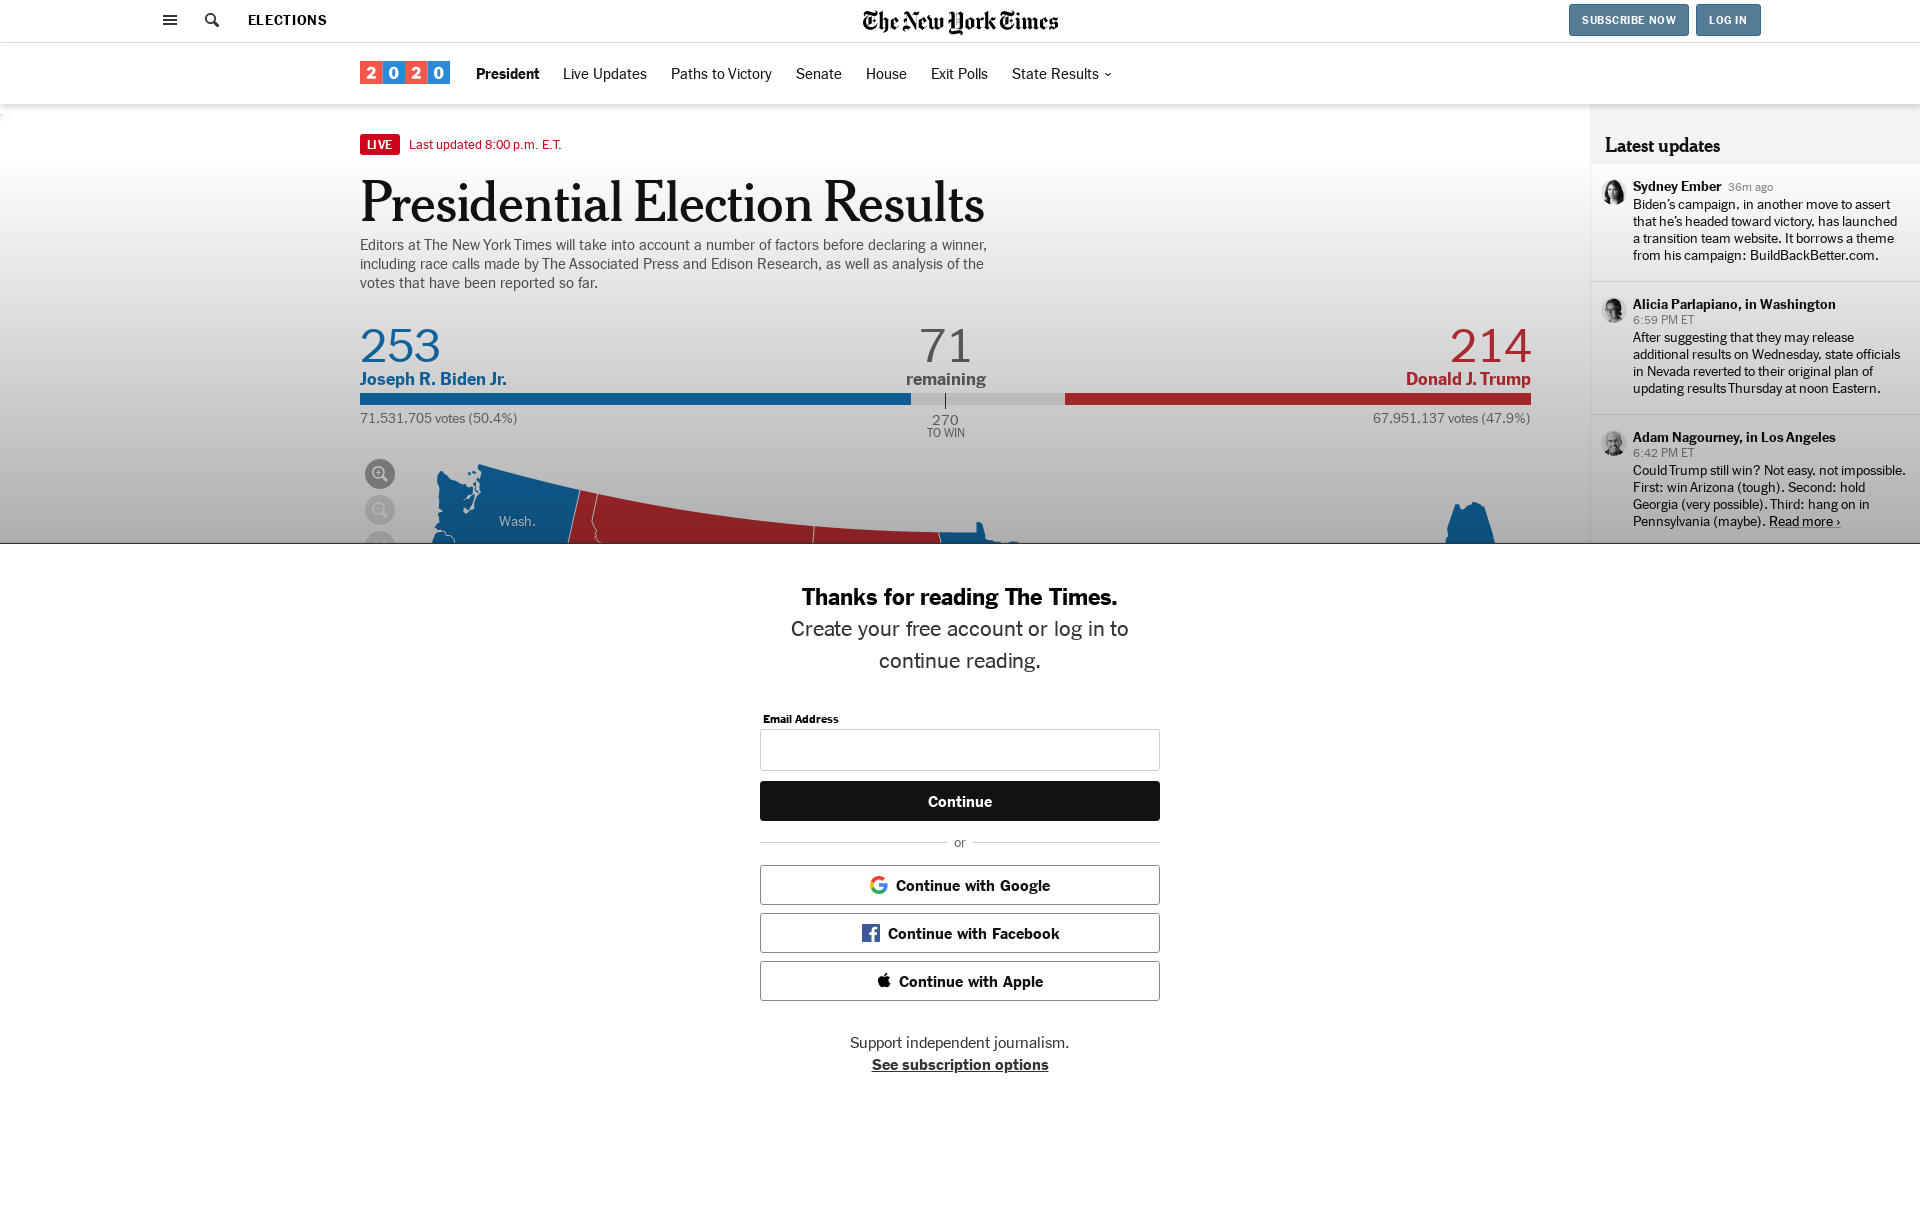 ELECTIONS
The New York Times
SUBSCRIBE NOW
LOG IN
2020
President
Live Updates
Paths to Victory
Senate
House
Exit Polls
State Results
LIVE
Last updated 8:00 p.m. E.T.
Presidential Election Results
Editors at The New York Times will take into account a number of factors before declaring a winner,
including race calls made by The Associated Press and Edison Research, as well as analysis of the
votes that have been reported so far.
253
Joseph R. Biden Jr.
71,531,705 votes (50.4%)
71
remaining
270
TO WIN
214
Donald J. Trump
67,951,137 votes (47.9%)
Wash.
Latest updates
Sydney Ember 36m ago
Biden’s campaign, in another move to assert
that he’s headed toward victory, has launched
a transition team website. It borrows a theme
from his campaign: BuildBackBetter.com.
Alicia Parlapiano, in Washington
6:59 PM ET
After suggesting that they may release
additional results on Wednesday, state officials
in Nevada reverted to their original plan of
updating results Thursday at noon Eastern.
Adam Nagourney, in Los Angeles
6:42 PM ET
Could Trump still win? Not easy, not impossible.
First: win Arizona (tough). Second: hold
Georgia (very possible). Third: hang on in
Pennsylvania (maybe). Read more ›
Thanks for reading The Times.
Create your free account or log in to
continue reading.
Email Address
Continue
or
Continue with Google
Continue with Facebook
Continue with Apple
Support independent journalism.
See subscription options